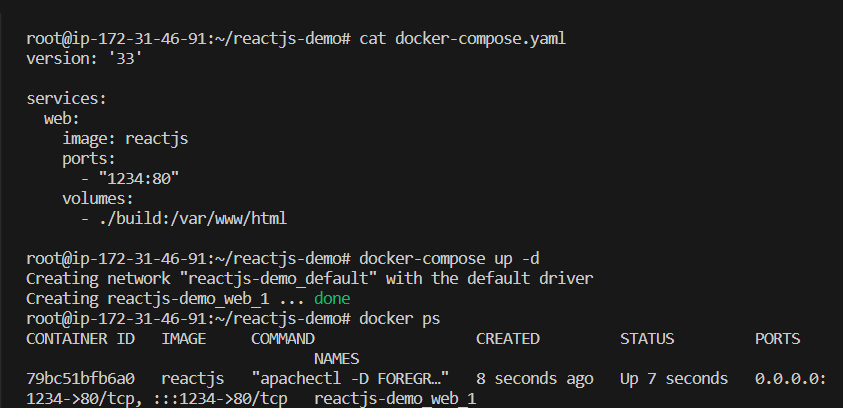 root@ip-172-31-46-91:~/reactjs-demo# cat docker-compose.yaml
version: '33'
services:
  web:
    image: reactjs
    ports:
      - "1234:80"
    volumes:
      - ./build:/var/www/html
root@ip-172-31-46-91:~/reactjs-demo# docker-compose up -d
Creating network "reactjs-demo_default" with the default driver
Creating reactjs-demo_web_1 ... done
root@ip-172-31-46-91:~/reactjs-demo# docker ps
CONTAINER ID   IMAGE     COMMAND                  CREATED         STATUS         PORTS
                                NAMES
79bc51bfb6a0   reactjs   "apachectl -D FOREGR…"   8 seconds ago   Up 7 seconds   0.0.0.0:
1234->80/tcp, :::1234->80/tcp   reactjs-demo_web_1